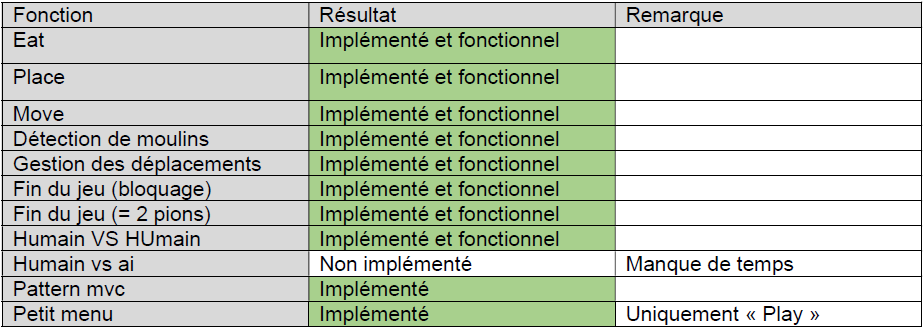 Fonction Résultat Remarque
Eat Implémenté et fonctionnel
Place Implémenté et fonctionnel
Move Implémenté et fonctionnel
Détection de moulins Implémenté et fonctionnel
Gestion des déplacements Implémenté et fonctionnel
Fin du jeu (bloquage) Implémenté et fonctionnel
Fin du jeu (= 2 pions) Implémenté et fonctionnel
Humain VS HUmain Implémenté et fonctionnel
Humain vs ai Non implémenté Manque de temps
Pattern mvc Implémenté
Petit menu Implémenté Uniquement « Play »